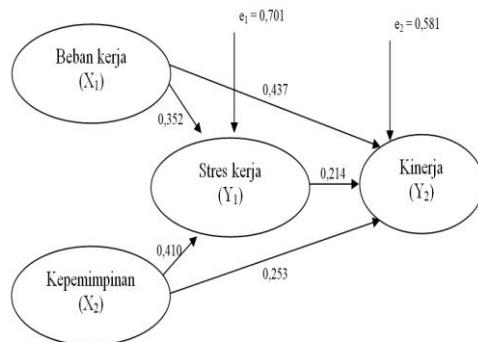 e₁ = 0,701
e₂ = 0,581
Beban kerja
(X₁)
0,437
0,352
Stres kerja
(Y₁)
0,214
Kinerja
(Y₂)
0,410
0,253
Kepemimpinan
(X₂)